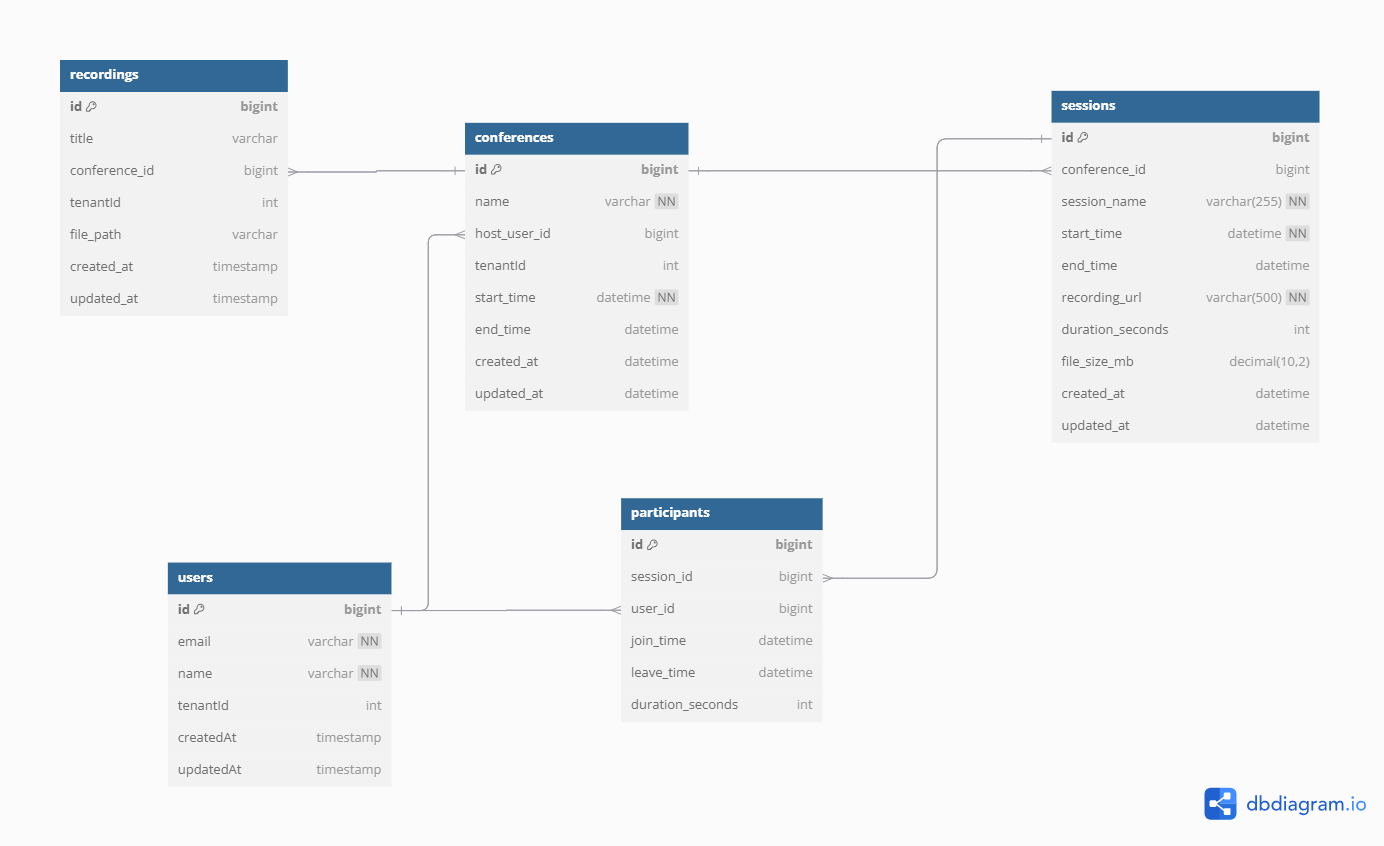 recordings
id bigint
title varchar
conference_id bigint
tenantId int
file_path varchar
created_at timestamp
updated_at timestamp
conferences
id bigint
name varchar NN
host_user_id bigint
tenantId int
start_time datetime NN
end_time datetime
created_at datetime
updated_at datetime
sessions
id bigint
conference_id bigint
session_name varchar(255) NN
start_time datetime NN
end_time datetime
recording_url varchar(500) NN
duration_seconds int
file_size_mb decimal(10,2)
created_at datetime
updated_at datetime
users
id bigint
email varchar NN
name varchar NN
tenantId int
createdAt timestamp
updatedAt timestamp
participants
id bigint
session_id bigint
user_id bigint
join_time datetime
leave_time datetime
duration_seconds int
dbdiagram.io